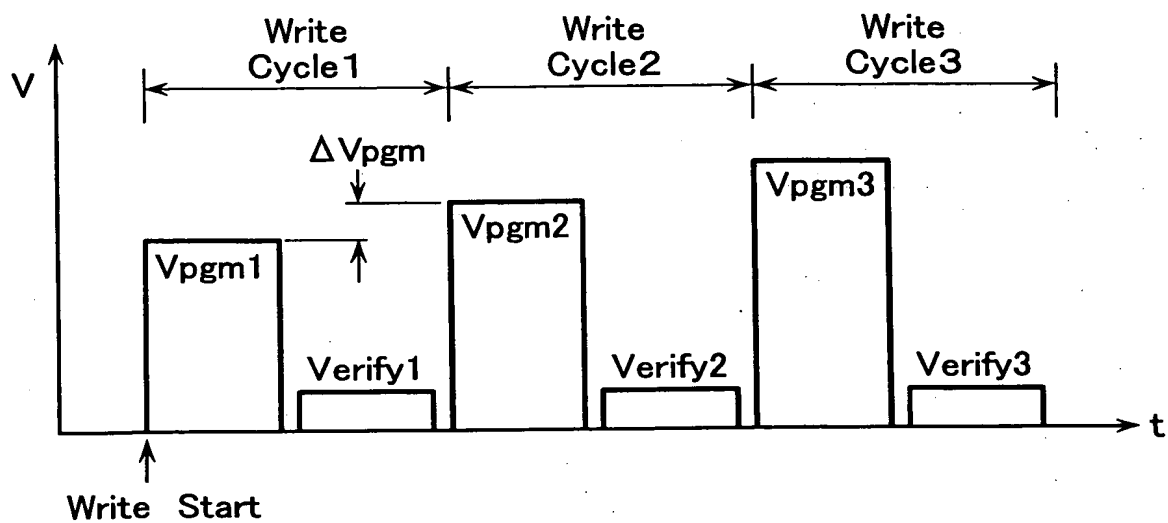 Write
Cycle1
Write
Cycle2
Write
Cycle3
V
ΔVpgm
Vpgm1
Vpgm2
Vpgm3
Verify1
Verify2
Verify3
t
Write Start